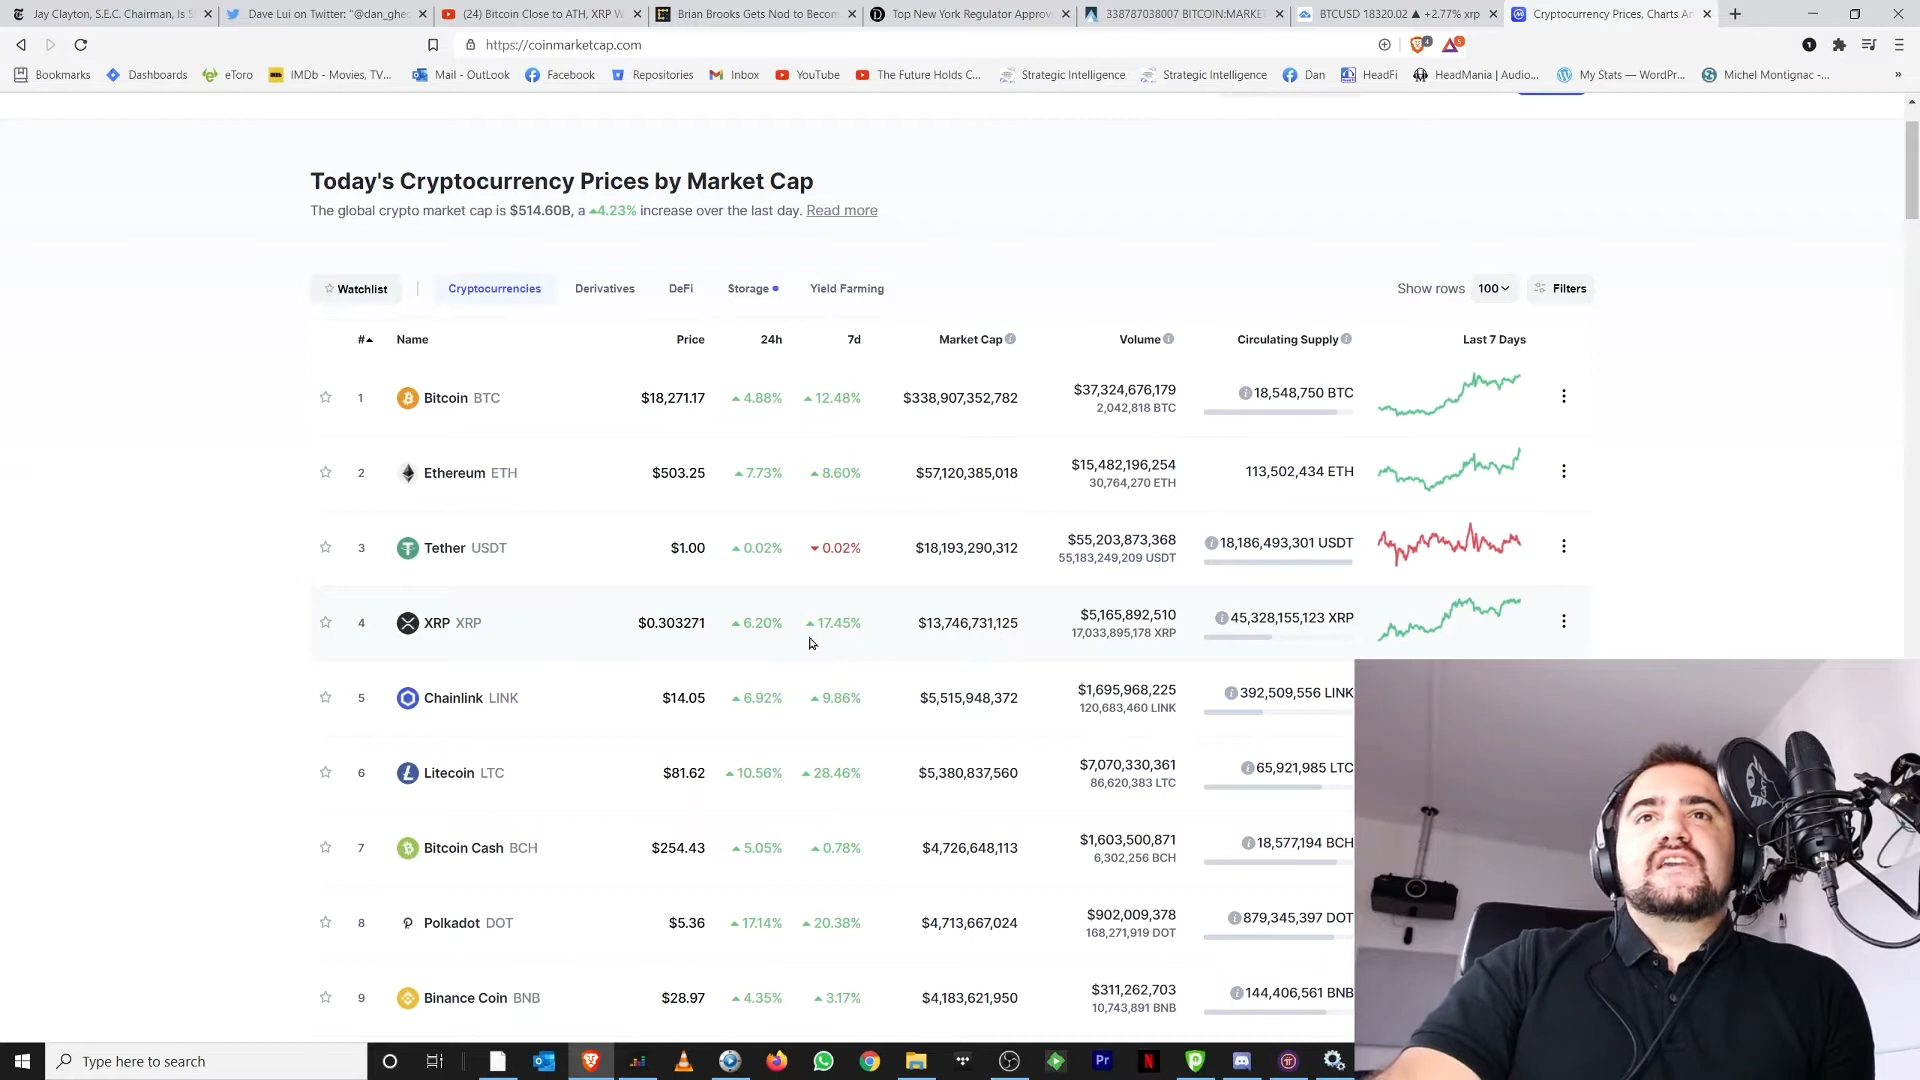 Jay Clayton, S.E.C. Chairman, Is S
Dave Lui on Twitter: "@dan_ghe
(24) Bitcoin Close to ATH, XRP W
Brian Brooks Gets Nod to Becom
Top New York Regulator Approv
338787038007 BITCOIN:MARKET
BTCUSD 18320.02 ▲ +2.77% xrp
Cryptocurrency Prices, Charts An
https://coinmarketcap.com
4
5
1
Bookmarks
Dashboards
eToro
IMDb - Movies, TV...
Mail - OutLook
Facebook
Repositories
Inbox
YouTube
The Future Holds C...
Strategic Intelligence
Strategic Intelligence
Dan
HeadFi
HeadMania | Audio...
My Stats — WordPr...
Michel Montignac -...
»
Today's Cryptocurrency Prices by Market Cap
The global crypto market cap is $514.60B, a ▲4.23% increase over the last day. Read more
Watchlist | Cryptocurrencies Derivatives DeFi Storage Yield Farming Show rows 100 Filters
# Name Price 24h 7d Market Cap Volume Circulating Supply Last 7 Days
1 Bitcoin BTC $18,271.17 ▲4.88% ▲12.48% $338,907,352,782 $37,324,676,179 18,548,750 BTC
2,042,818 BTC
2 Ethereum ETH $503.25 ▲7.73% ▲8.60% $57,120,385,018 $15,482,196,254 113,502,434 ETH
30,764,270 ETH
3 Tether USDT $1.00 ▲0.02% ▼0.02% $18,193,290,312 $55,203,873,368 18,186,493,301 USDT
55,183,249,209 USDT
4 XRP XRP $0.303271 ▲6.20% ▲17.45% $13,746,731,125 $5,165,892,510 45,328,155,123 XRP
17,033,895,178 XRP
5 Chainlink LINK $14.05 ▲6.92% ▲9.86% $5,515,948,372 $1,695,968,225 392,509,556 LINK
120,683,460 LINK
6 Litecoin LTC $81.62 ▲10.56% ▲28.46% $5,380,837,560 $7,070,330,361 65,921,985 LTC
86,620,383 LTC
7 Bitcoin Cash BCH $254.43 ▲5.05% ▲0.78% $4,726,648,113 $1,603,500,871 18,577,194 BCH
6,302,256 BCH
8 Polkadot DOT $5.36 ▲17.14% ▲20.38% $4,713,667,024 $902,009,378 879,345,397 DOT
168,271,919 DOT
9 Binance Coin BNB $28.97 ▲4.35% ▲3.17% $4,183,621,950 $311,262,703 144,406,561 BNB
10,743,891 BNB
Type here to search
Pr
N